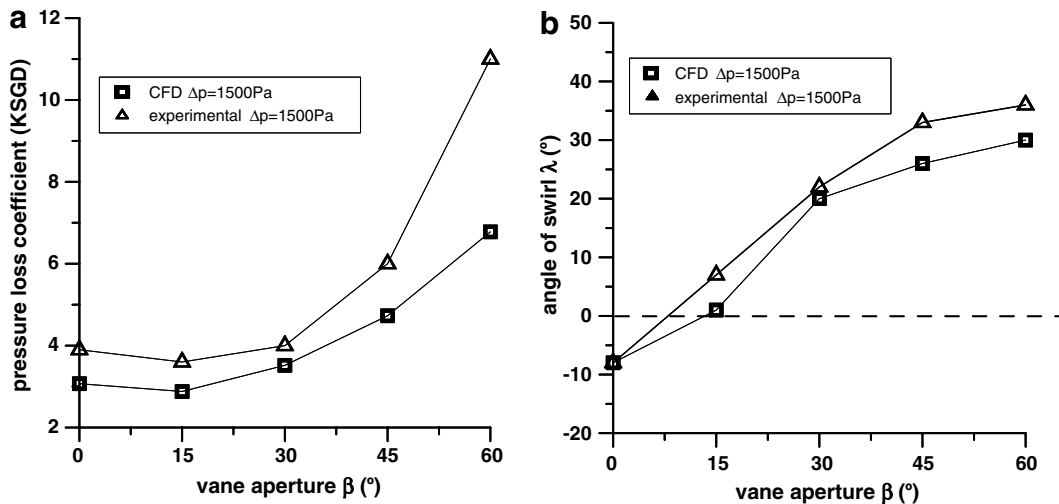 a
12
10
8
6
4
2
pressure loss coefficient (KSGD)
CFD Δp=1500Pa
experimental Δp=1500Pa
0 15 30 45 60
vane aperture β (º)
b
50
40
30
20
10
0
-10
-20
angle of swirl λ (°)
CFD Δp=1500Pa
experimental Δp=1500Pa
0 15 30 45 60
vane aperture β (º)